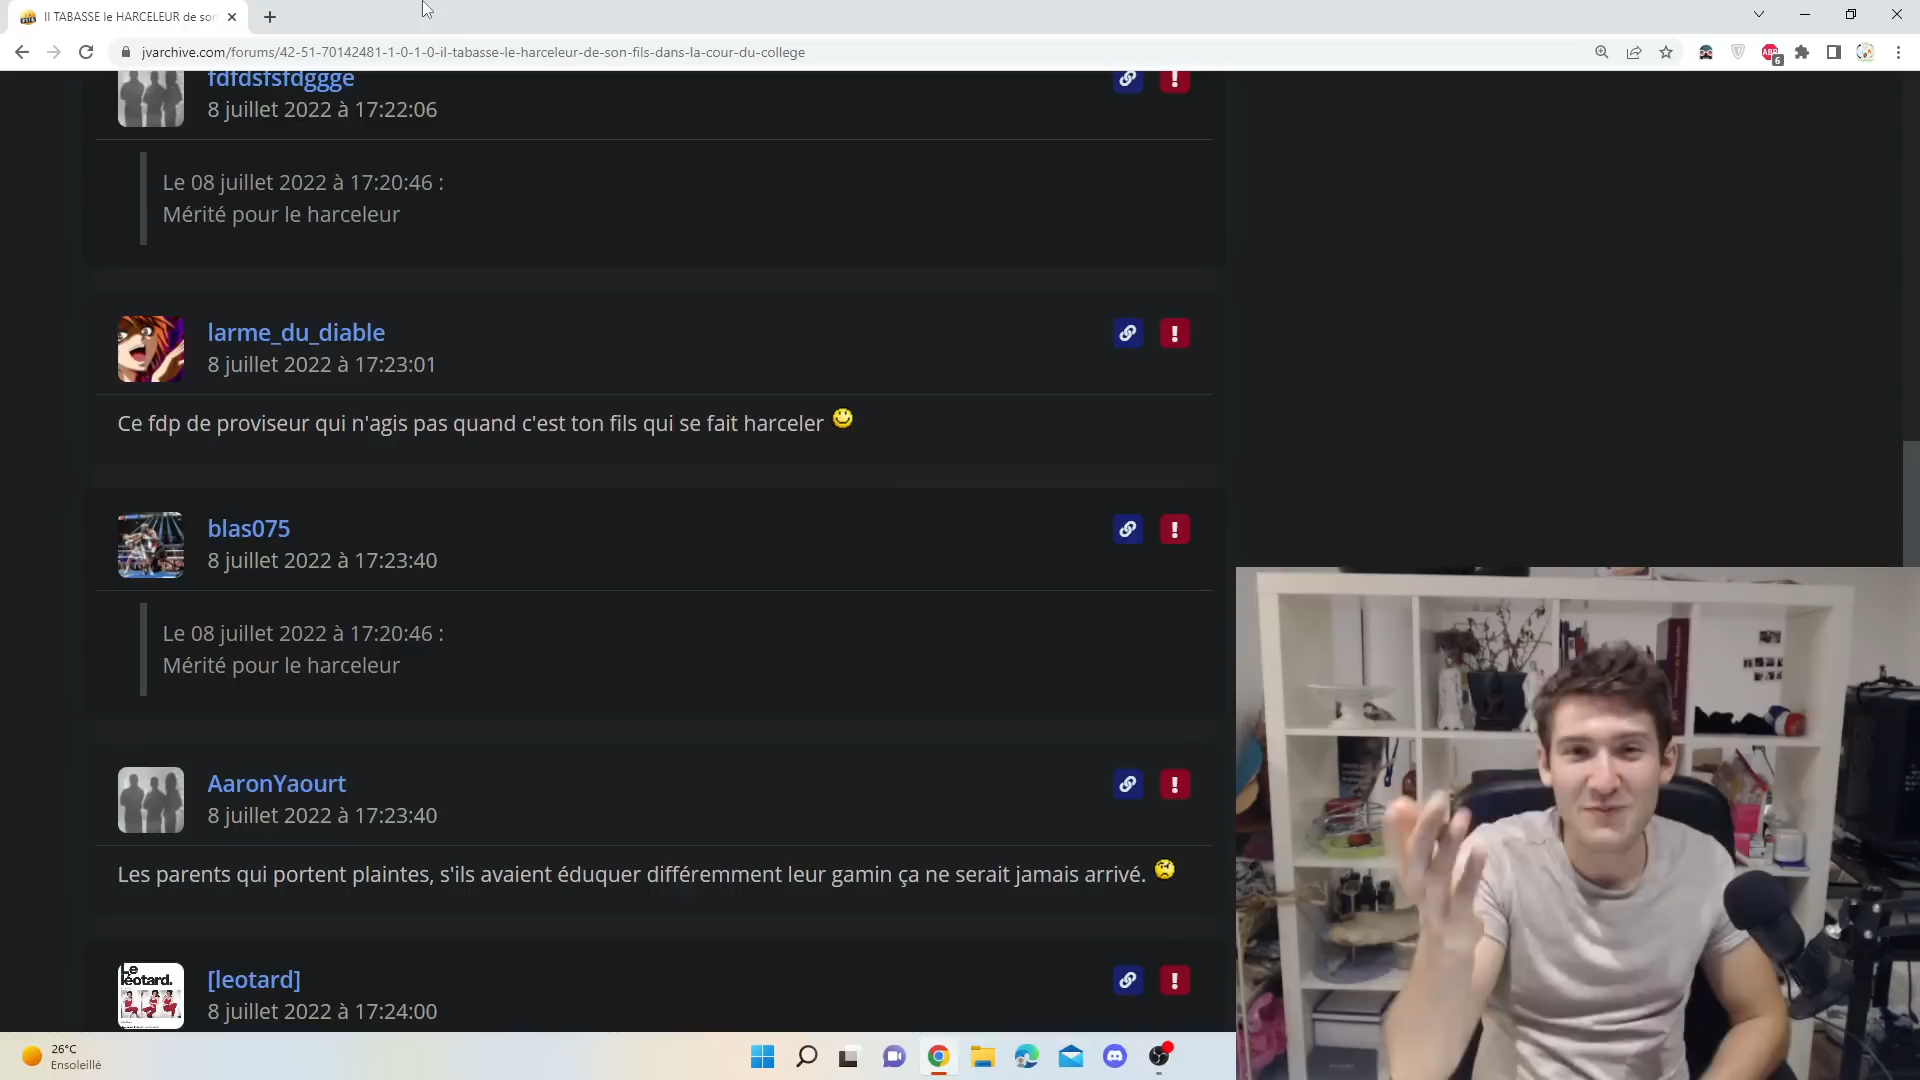 Il TABASSE le HARCELEUR de son
jvarchive.com/forums/42-51-70142481-1-0-1-0-il-tabasse-le-harceleur-de-son-fils-dans-la-cour-du-college
ABP
6
fdfdsfsfdggge
8 juillet 2022 à 17:22:06
Le 08 juillet 2022 à 17:20:46 :
Mérité pour le harceleur
larme_du_diable
8 juillet 2022 à 17:23:01
Ce fdp de proviseur qui n'agis pas quand c'est ton fils qui se fait harceler
blas075
8 juillet 2022 à 17:23:40
Le 08 juillet 2022 à 17:20:46 :
Mérité pour le harceleur
AaronYaourt
8 juillet 2022 à 17:23:40
Les parents qui portent plaintes, s'ils avaient éduquer différemment leur gamin ça ne serait jamais arrivé.
Le
léotard.
[leotard]
8 juillet 2022 à 17:24:00
26°C
Ensoleillé